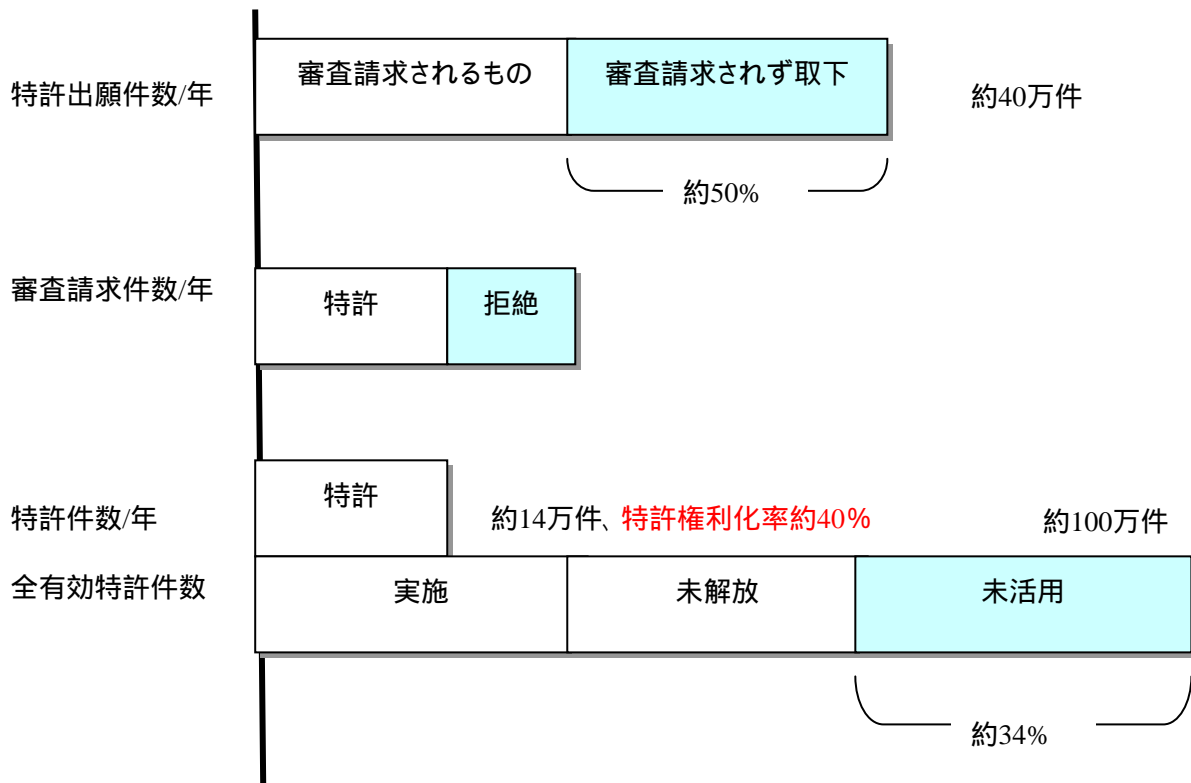 審査請求されるもの
審査請求されず取下
特許出願件数/年
約40万件
約50%
審査請求件数/年
特許
拒絶
特許
特許件数/年
約14万件、特許権利化率約40%
約100万件
全有効特許件数
実施
未解放
未活用
約34%